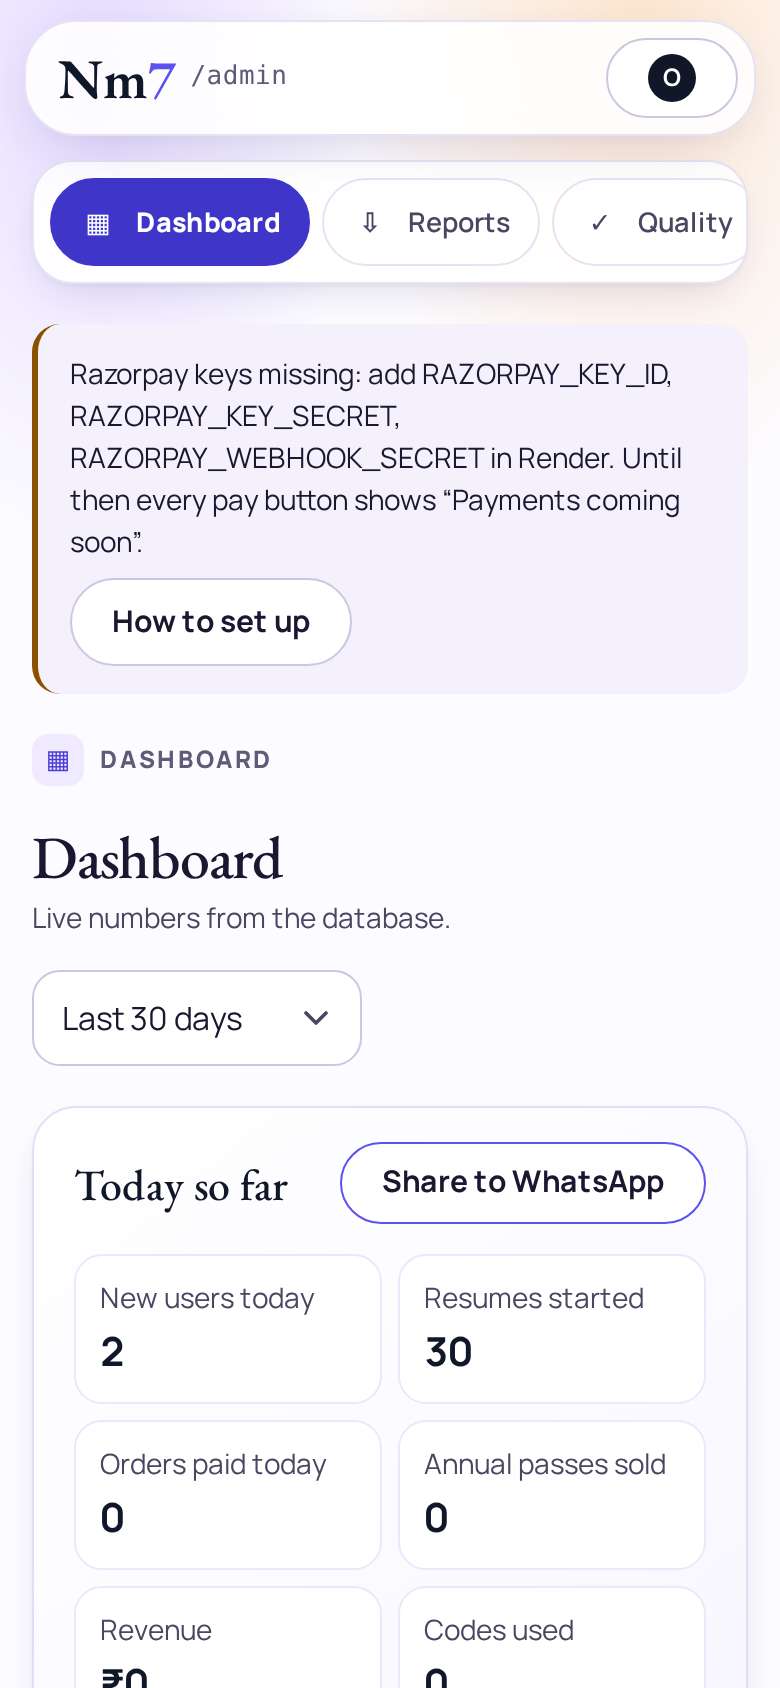 Nm7 /admin
O
Dashboard
Reports
✓ Quality
Razorpay keys missing: add RAZORPAY_KEY_ID,
RAZORPAY_KEY_SECRET,
RAZORPAY_WEBHOOK_SECRET in Render. Until
then every pay button shows “Payments coming
soon”.
How to set up
DASHBOARD
Dashboard
Live numbers from the database.
Last 30 days
Today so far
Share to WhatsApp
New users today
2
Resumes started
30
Orders paid today
0
Annual passes sold
0
Revenue
₹0
Codes used
0